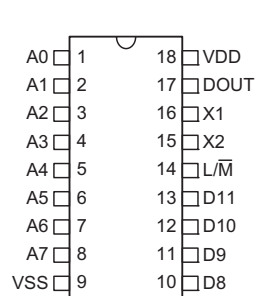 A0 1 18 VDD
A1 2 17 DOUT
A2 3 16 X1
A3 4 15 X2
A4 5 14 L/M̅
A5 6 13 D11
A6 7 12 D10
A7 8 11 D9
VSS 9 10 D8